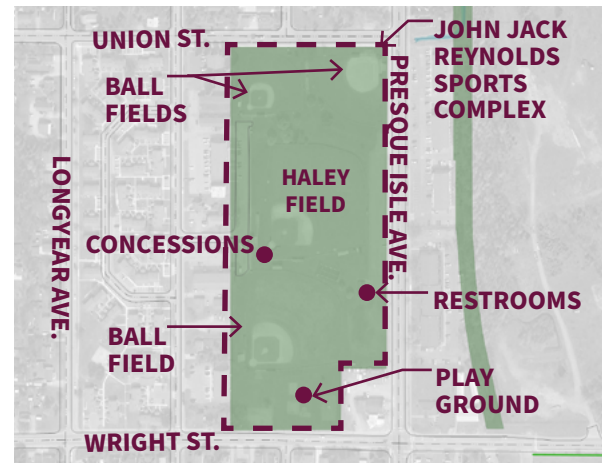 UNION ST.
JOHN JACK
REYNOLDS
SPORTS
COMPLEX
BALL
FIELDS
PRESQUE ISLE AVE.
LONGYEAR AVE.
HALEY
FIELD
CONCESSIONS
RESTROOMS
BALL
FIELD
PLAY
GROUND
WRIGHT ST.